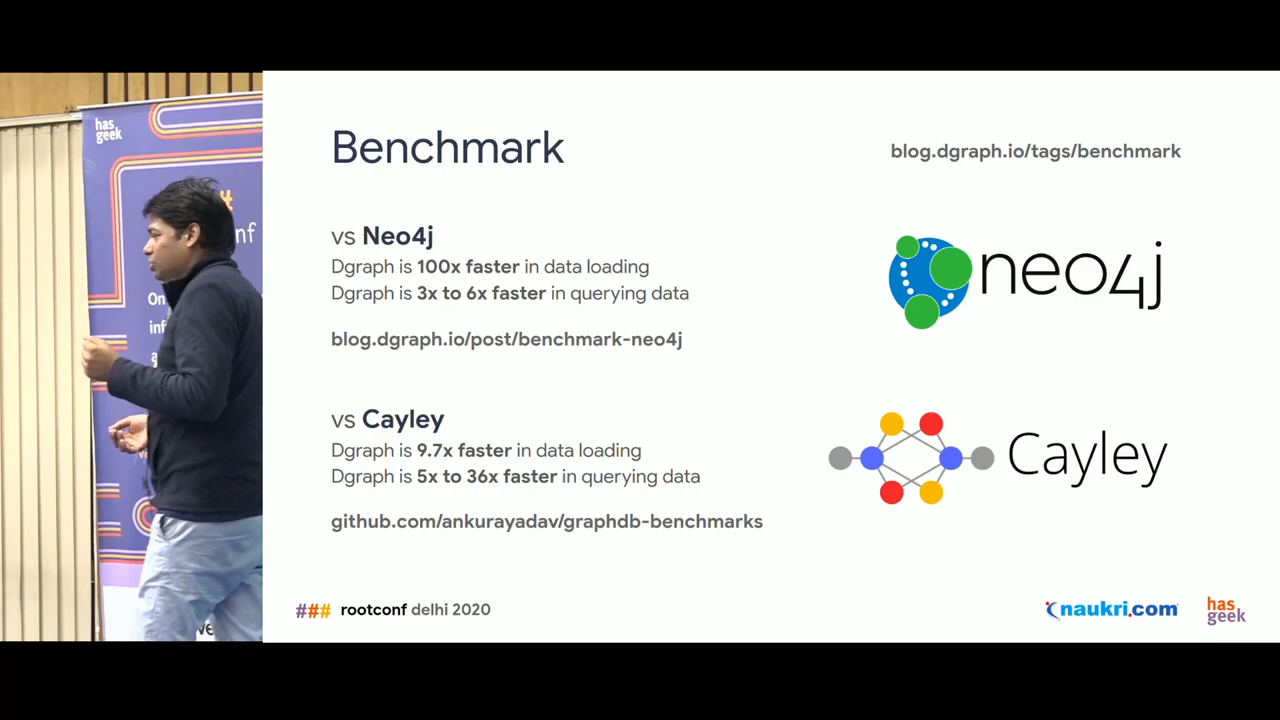 has
geek
#
nf
On
inf
a
Benchmark
blog.dgraph.io/tags/benchmark
vs Neo4j
Dgraph is 100x faster in data loading
Dgraph is 3x to 6x faster in querying data
blog.dgraph.io/post/benchmark-neo4j
neo4j
vs Cayley
Dgraph is 9.7x faster in data loading
Dgraph is 5x to 36x faster in querying data
github.com/ankurayadav/graphdb-benchmarks
Cayley
### rootconf delhi 2020
naukri.com
has
geek